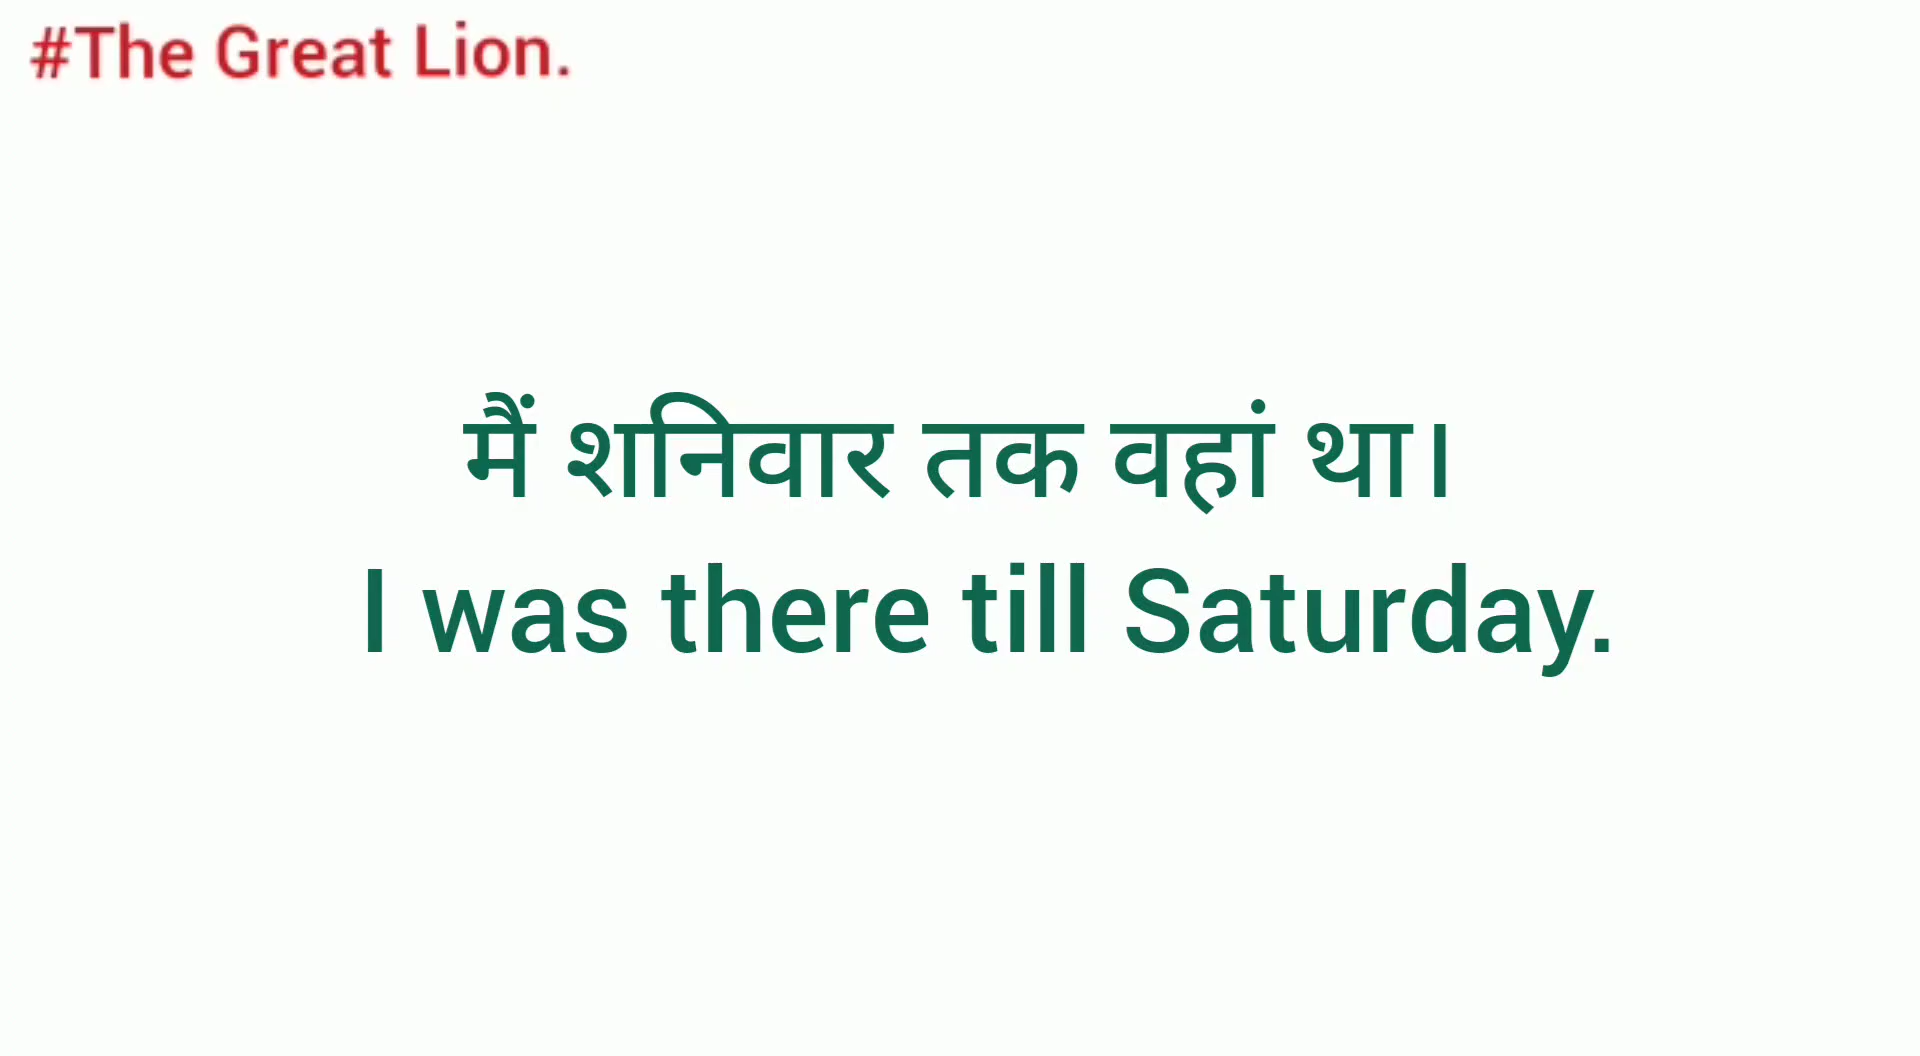 #The Great Lion.
मैं शनिवार तक वहां था।
I was there till Saturday.